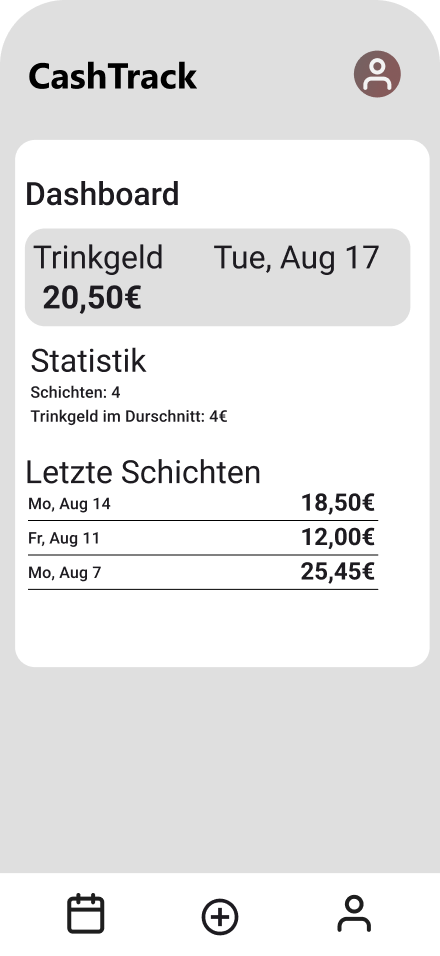 CashTrack
Dashboard
Trinkgeld Tue, Aug 17
20,50€
Statistik
Schichten: 4
Trinkgeld im Durschnitt: 4€
Letzte Schichten
Mo, Aug 14 18,50€
Fr, Aug 11 12,00€
Mo, Aug 7 25,45€